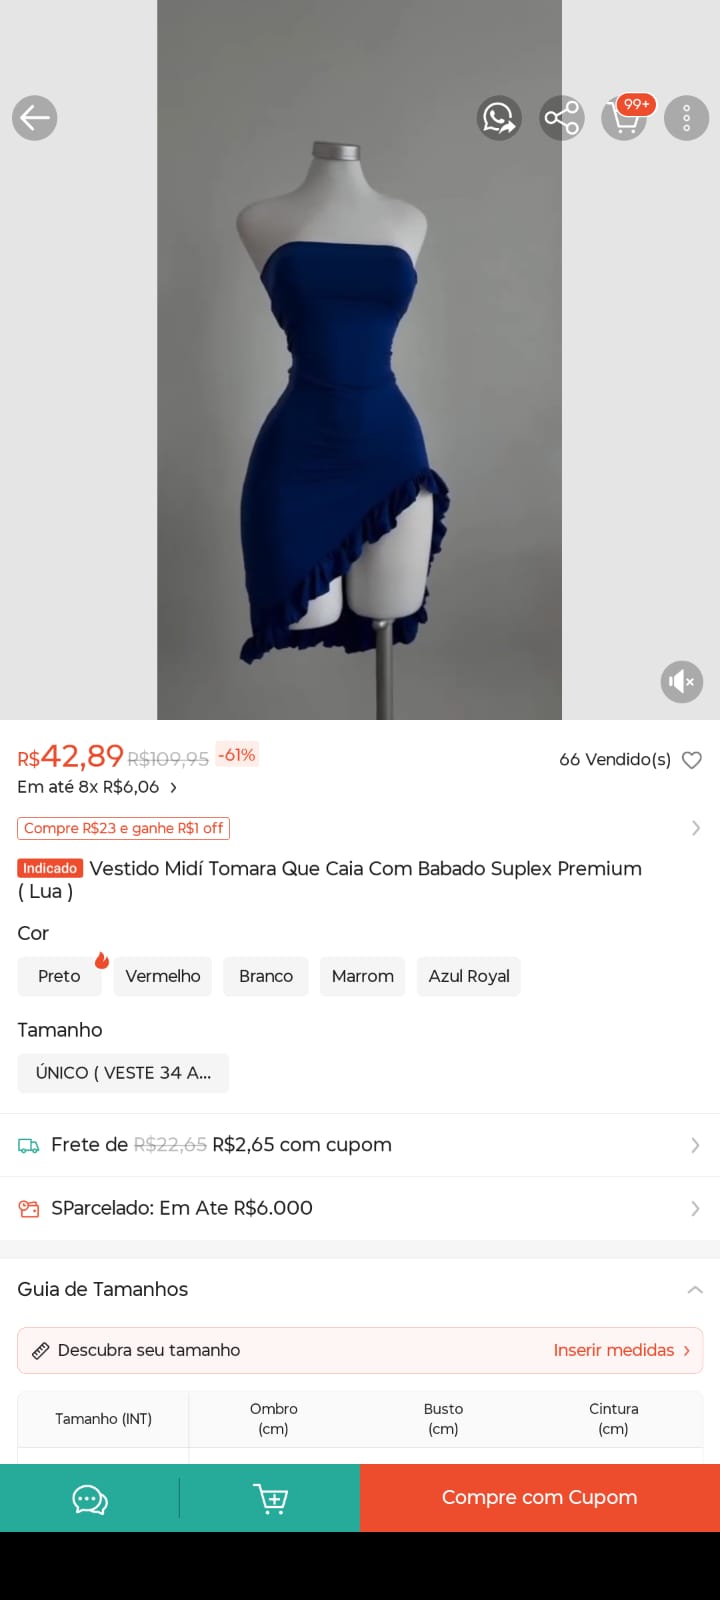 99+
R$42,89 R$109,95 -61%
66 Vendido(s)
Em até 8x R$6,06 ›
Compre R$23 e ganhe R$1 off
Indicado Vestido Midí Tomara Que Caia Com Babado Suplex Premium
( Lua )
Cor
Preto Vermelho Branco Marrom Azul Royal
Tamanho
ÚNICO ( VESTE 34 A...
Frete de R$22,65 R$2,65 com cupom
SParcelado: Em Ate R$6.000
Guia de Tamanhos
Descubra seu tamanho Inserir medidas ›
Tamanho (INT) Ombro (cm) Busto (cm) Cintura (cm)
Compre com Cupom